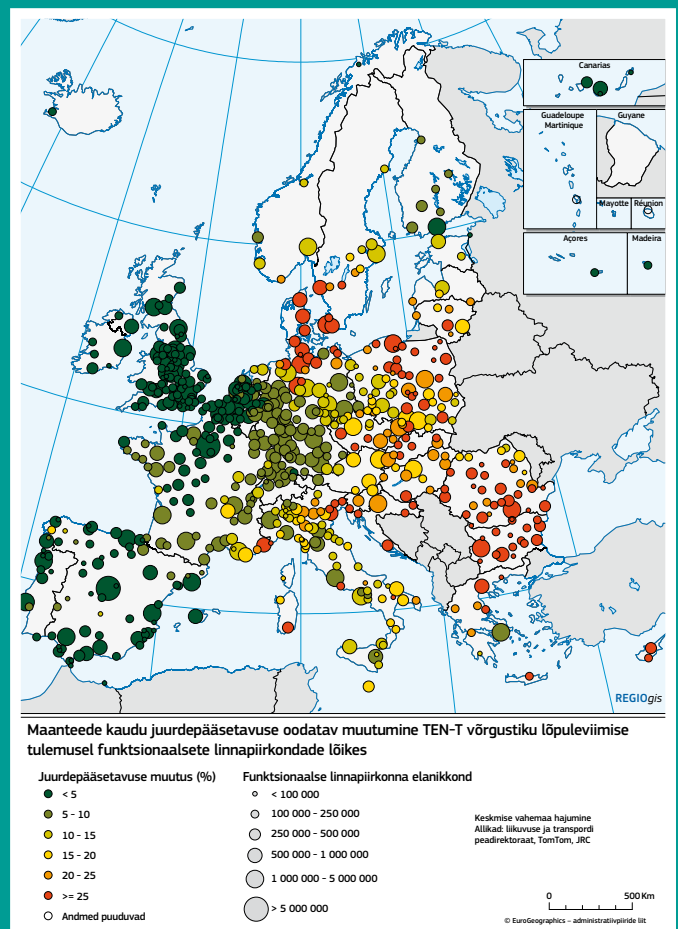 Canarias
Guadeloupe
Martinique
Guyane
Mayotte
Réunion
Açores
Madeira
REGIOgis
Maanteede kaudu juurdepääsetavuse oodatav muutumine TEN-T võrgustiku lõpuleviimise
tulemusel funktsionaalsete linnapiirkondade lõikes
Juurdepääsetavuse muutus (%)
< 5
5 - 10
10 - 15
15 - 20
20 - 25
>= 25
Andmed puuduvad
Funktsionaalse linnapiirkonna elanikkond
< 100 000
100 000 - 250 000
250 000 - 500 000
500 000 - 1 000 000
1 000 000 - 5 000 000
> 5 000 000
Keskmise vahemaa hajumine
Allikad: liikuvuse ja transpordi
peadirektoraat, TomTom, JRC
0 500 Km
© EuroGeographics – administratiivpiiride liit